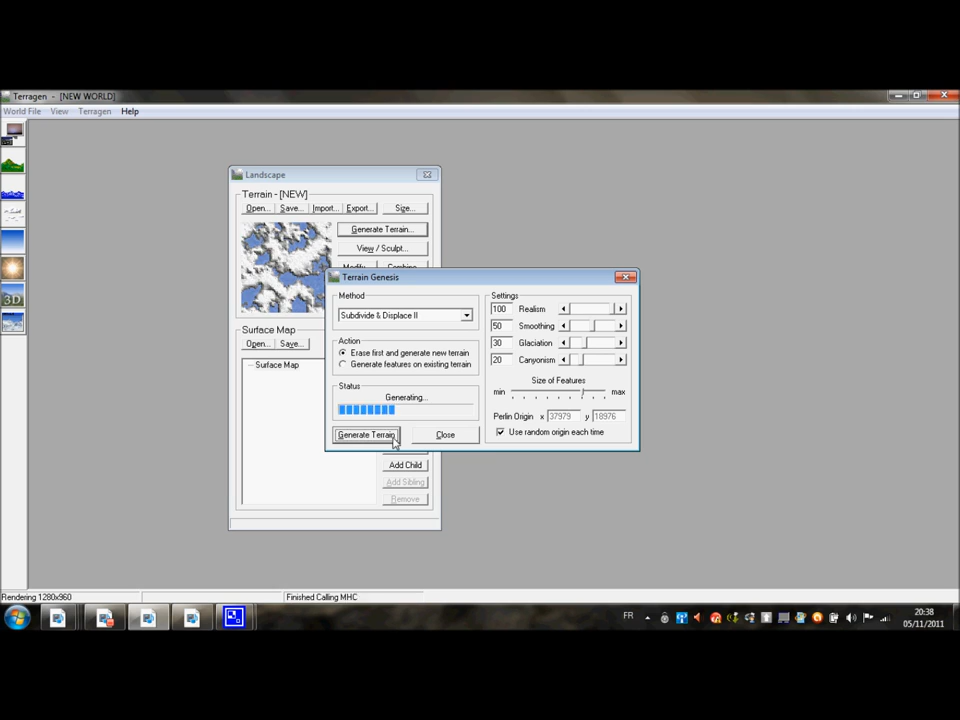 Terragen - [NEW WORLD]
World File View Terragen Help
Landscape
Terrain - [NEW]
Open... Save... Import... Export... Size...
Generate Terrain...
View / Sculpt...
Terrain Genesis
Method
Subdivide & Displace II
Action
Erase first and generate new terrain
Generate features on existing terrain
Status
Generating...
Generate Terrain
Close
Settings
100 Realism
50 Smoothing
30 Glaciation
20 Canyonism
Size of Features
min max
Perlin Origin x 37979 y 18976
Use random origin each time
Surface Map
Open... Save...
Surface Map
Add Child
Add Sibling
Remove
Rendering 1280x960
Finished Calling MHC
FR
20:38
05/11/2011